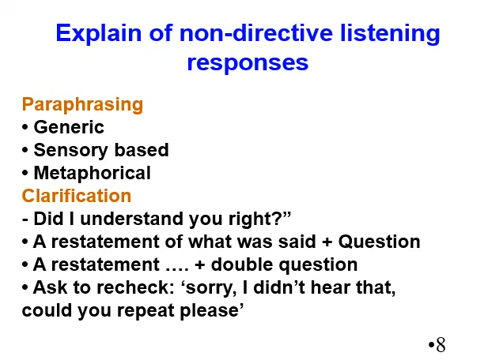 Explain of non-directive listening
responses
Paraphrasing
• Generic
• Sensory based
• Metaphorical
Clarification
- Did I understand you right?”
• A restatement of what was said + Question
• A restatement …. + double question
• Ask to recheck: ‘sorry, I didn’t hear that,
could you repeat please’
•8